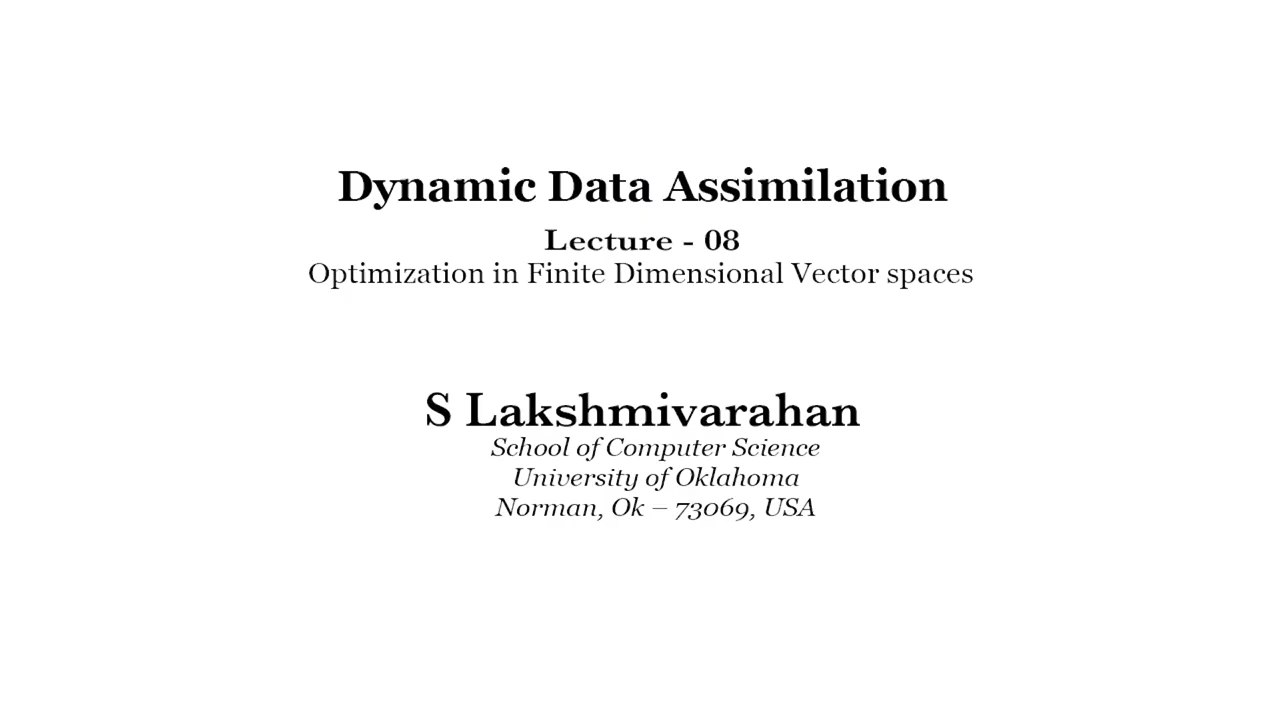 Dynamic Data Assimilation
Lecture - 08
Optimization in Finite Dimensional Vector spaces
S Lakshmivarahan
School of Computer Science
University of Oklahoma
Norman, Ok – 73069, USA